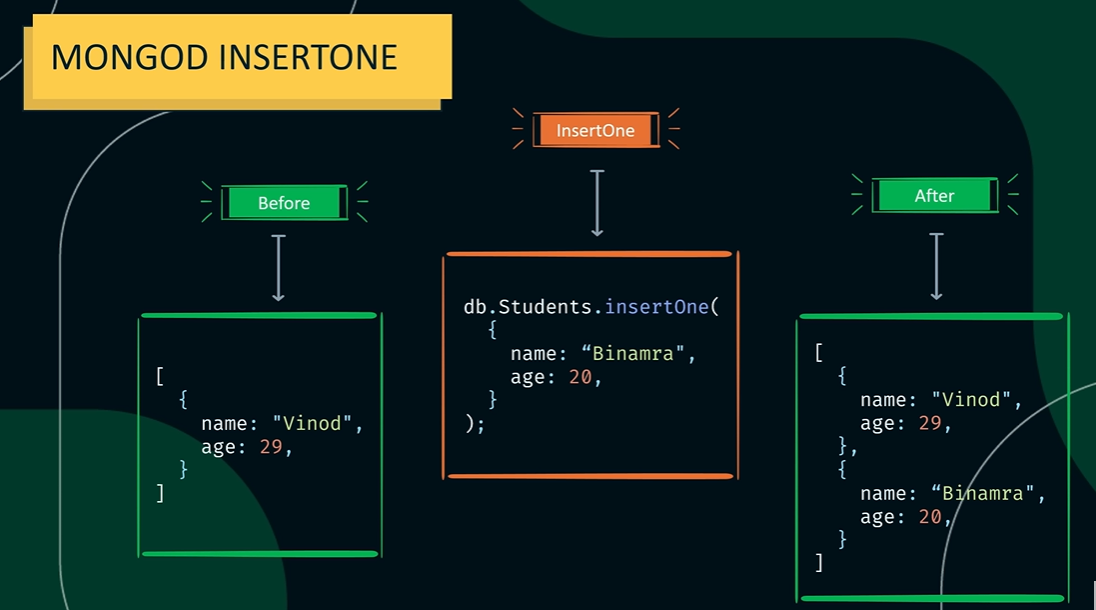 MONGOD INSERTONE
Before
[
{
name: "Vinod",
age: 29,
}
]
InsertOne
db.Students.insertOne(
{
name: “Binamra",
age: 20,
}
);
After
[
{
name: "Vinod",
age: 29,
},
{
name: “Binamra",
age: 20,
}
]